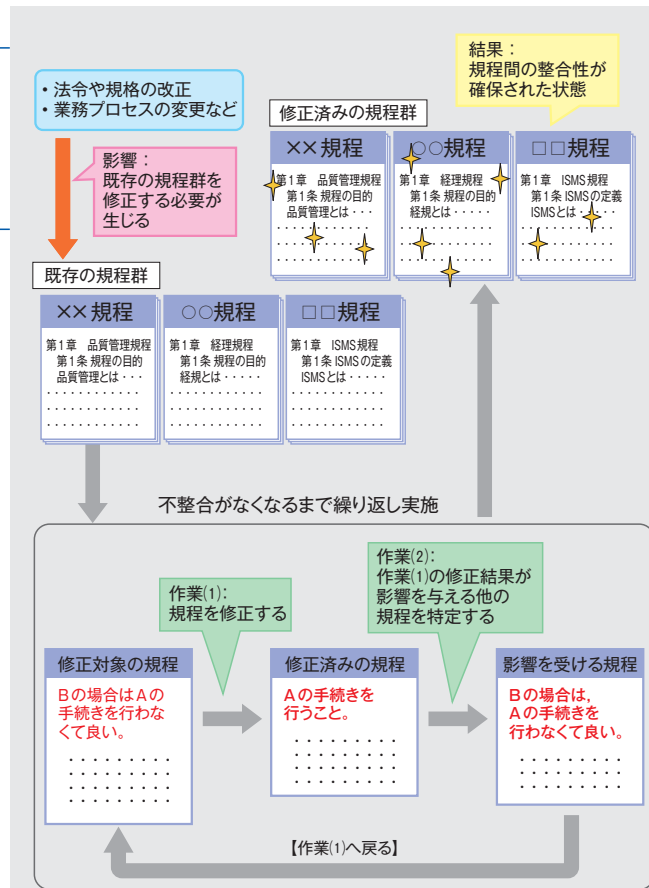 ・法令や規格の改正
・業務プロセスの変更など
影響：
既存の規程群を
修正する必要が
生じる
結果：
規程間の整合性が
確保された状態
修正済みの規程群
××規程
第1章　品質管理規程
第1条 規程の目的
品質管理とは・・・
○○規程
第1章　経理規程
第1条 規程の目的
経規とは・・・・・
□□規程
第1章　ISMS規程
第1条 ISMSの定義
ISMSとは・・・・・
既存の規程群
××規程
第1章　品質管理規程
第1条 規程の目的
品質管理とは・・・
○○規程
第1章　経理規程
第1条 規程の目的
経規とは・・・・・
□□規程
第1章　ISMS規程
第1条 ISMSの定義
ISMSとは・・・・・
不整合がなくなるまで繰り返し実施
作業⑴：
規程を修正する
作業⑵：
作業⑴の修正結果が
影響を与える他の
規程を特定する
修正対象の規程
Bの場合はAの
手続きを行わな
くて良い。
修正済みの規程
Aの手続きを
行うこと。
影響を受ける規程
Bの場合は，
Aの手続きを
行わなくて良い。
【作業⑴へ戻る】